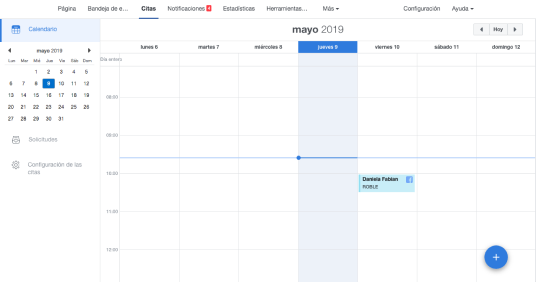 Página Bandeja de e... Citas Notificaciones 4 Estadísticas Herramientas... Más Configuración Ayuda
Calendario
mayo 2019
Hoy
mayo 2019
Lun Mar Mié Jue Vie Sáb Dom
1 2 3 4 5
6 7 8 9 10 11 12
13 14 15 16 17 18 19
20 21 22 23 24 25 26
27 28 29 30 31
Solicitudes
Configuración de las
citas
lunes 6 martes 7 miércoles 8 jueves 9 viernes 10 sábado 11 domingo 12
Día entero
08:00
09:00
10:00
Daniela Fabian
ROBLE
11:00
12:00